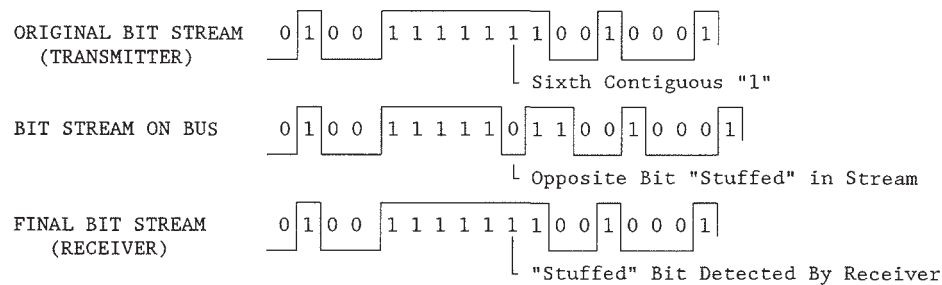 ORIGINAL BIT STREAM
(TRANSMITTER)
0 1 0 0 1 1 1 1 1 1 1 0 0 1 0 0 0 1
Sixth Contiguous "1"
BIT STREAM ON BUS
0 1 0 0 1 1 1 1 1 0 1 1 0 0 1 0 0 0 1
Opposite Bit "Stuffed" in Stream
FINAL BIT STREAM
(RECEIVER)
0 1 0 0 1 1 1 1 1 1 1 0 0 1 0 0 0 1
"Stuffed" Bit Detected By Receiver